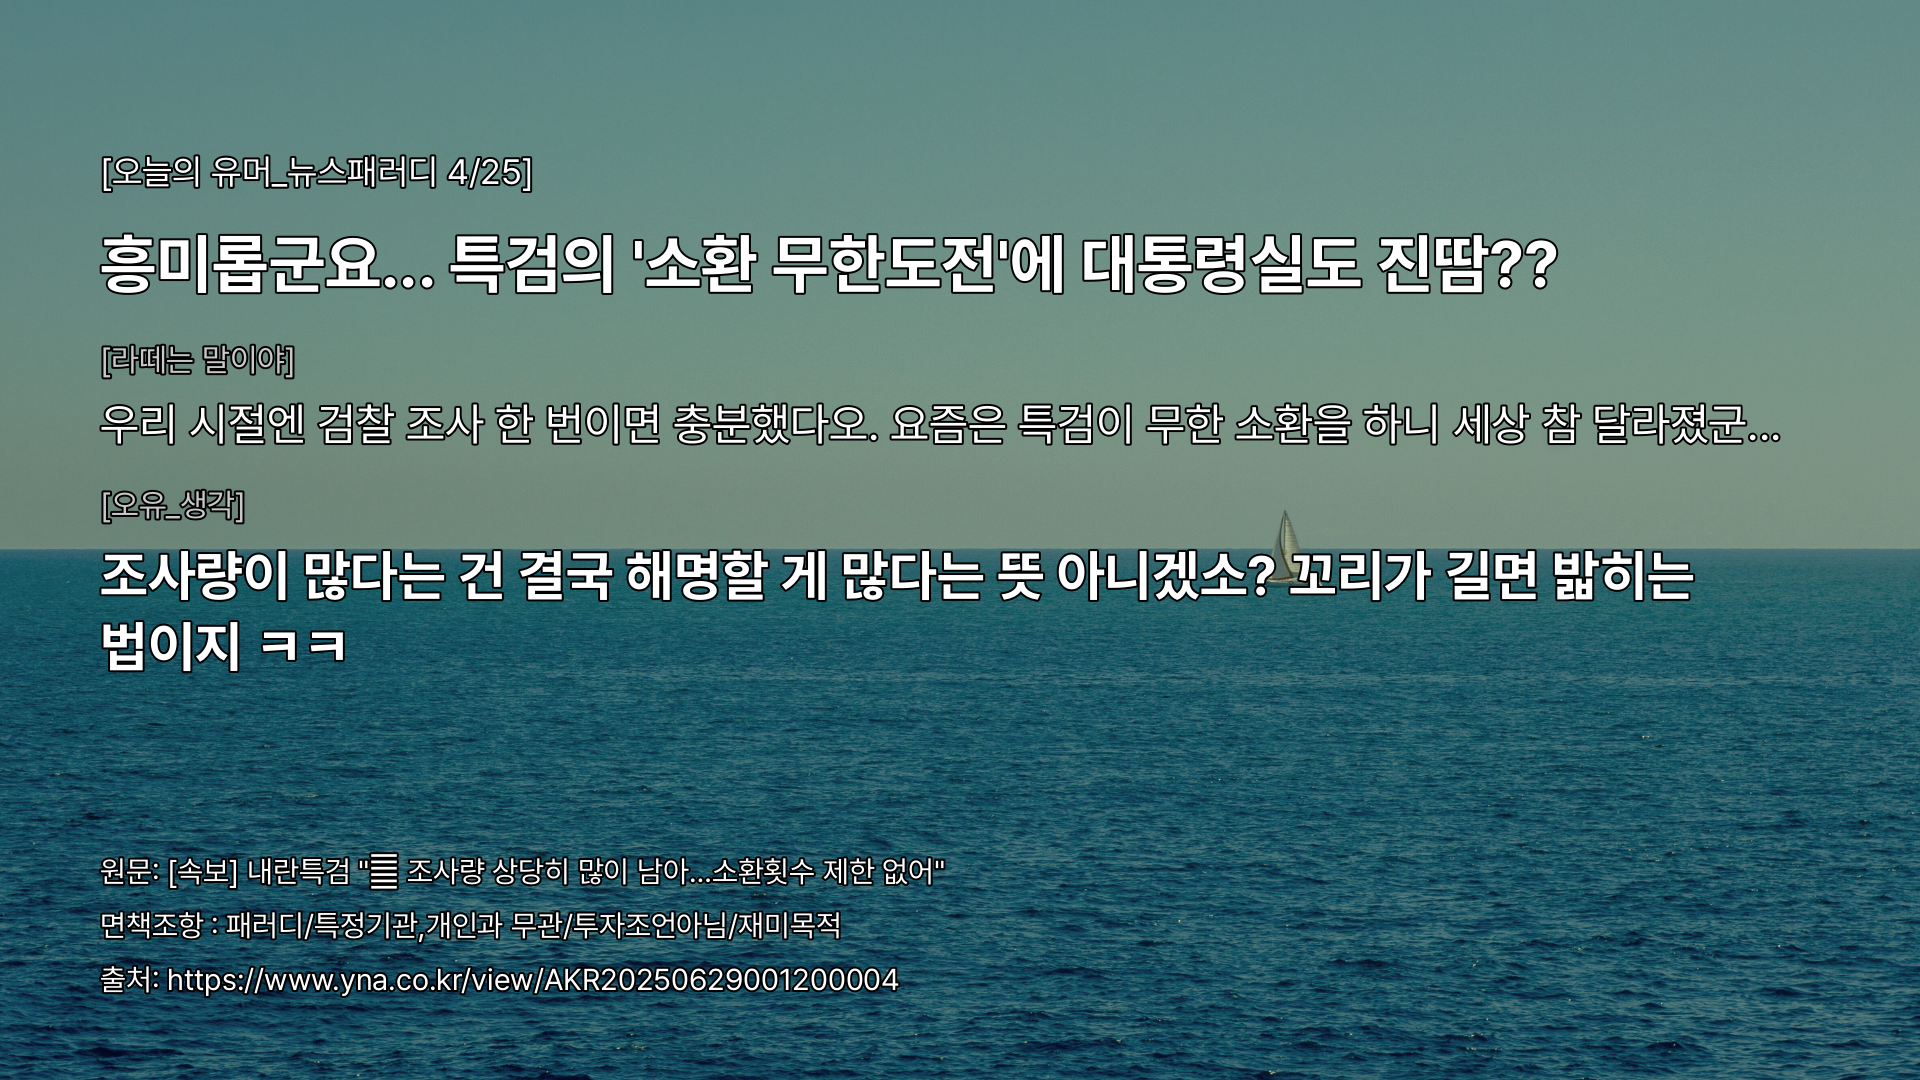 [오늘의 유머_뉴스패러디 4/25]
흥미롭군요... 특검의 '소환 무한도전'에 대통령실도 진땀??
[라떼는 말이야]
우리 시절엔 검찰 조사 한 번이면 충분했다오. 요즘은 특검이 무한 소환을 하니 세상 참 달라졌군...
[오유_생각]
조사량이 많다는 건 결국 해명할 게 많다는 뜻 아니겠소? 꼬리가 길면 밟히는
법이지 ㅋㅋ
원문: [속보] 내란특검 " 조사량 상당히 많이 남아…소환횟수 제한 없어"
면책조항 : 패러디/특정기관,개인과 무관/투자조언아님/재미목적
출처: https://www.yna.co.kr/view/AKR20250629001200004